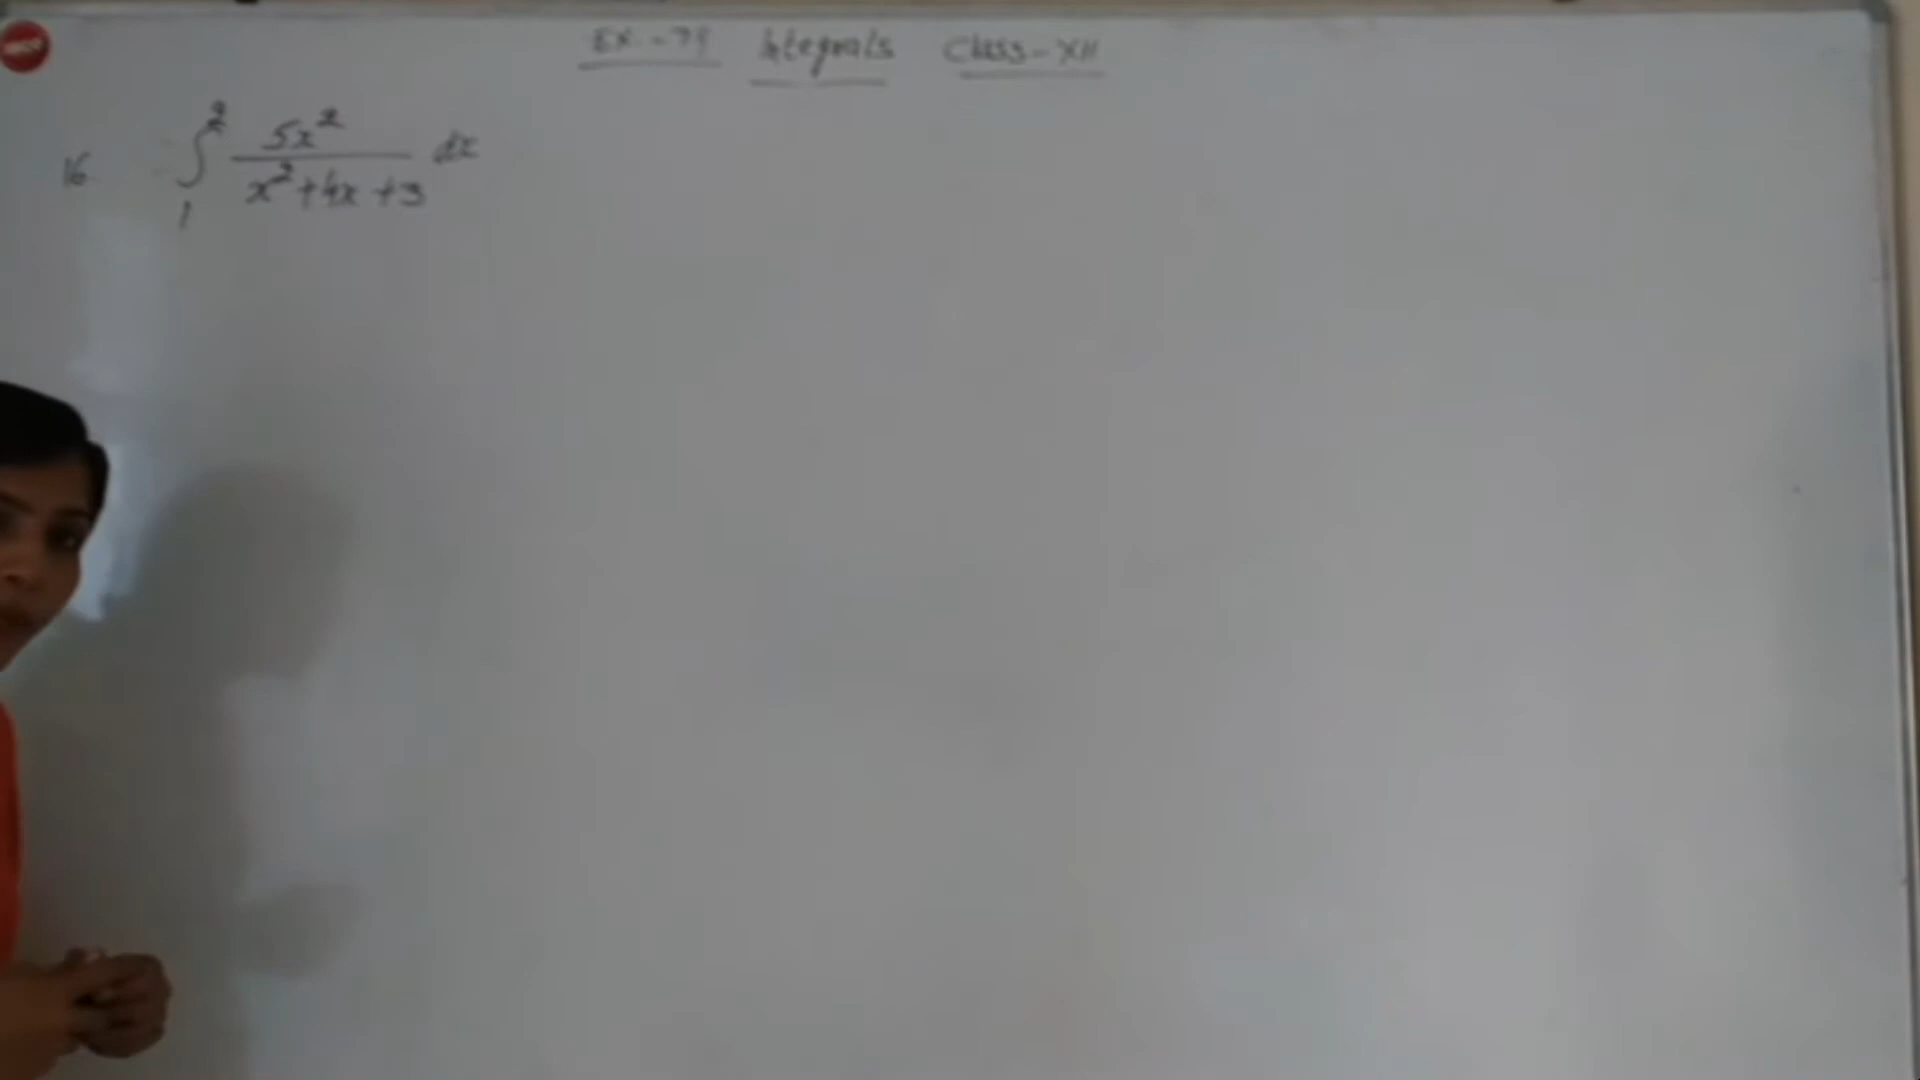 Ex.-7.9 Integrals Class-XII
16. ∫₁² 5x²/(x²+4x+3) dx